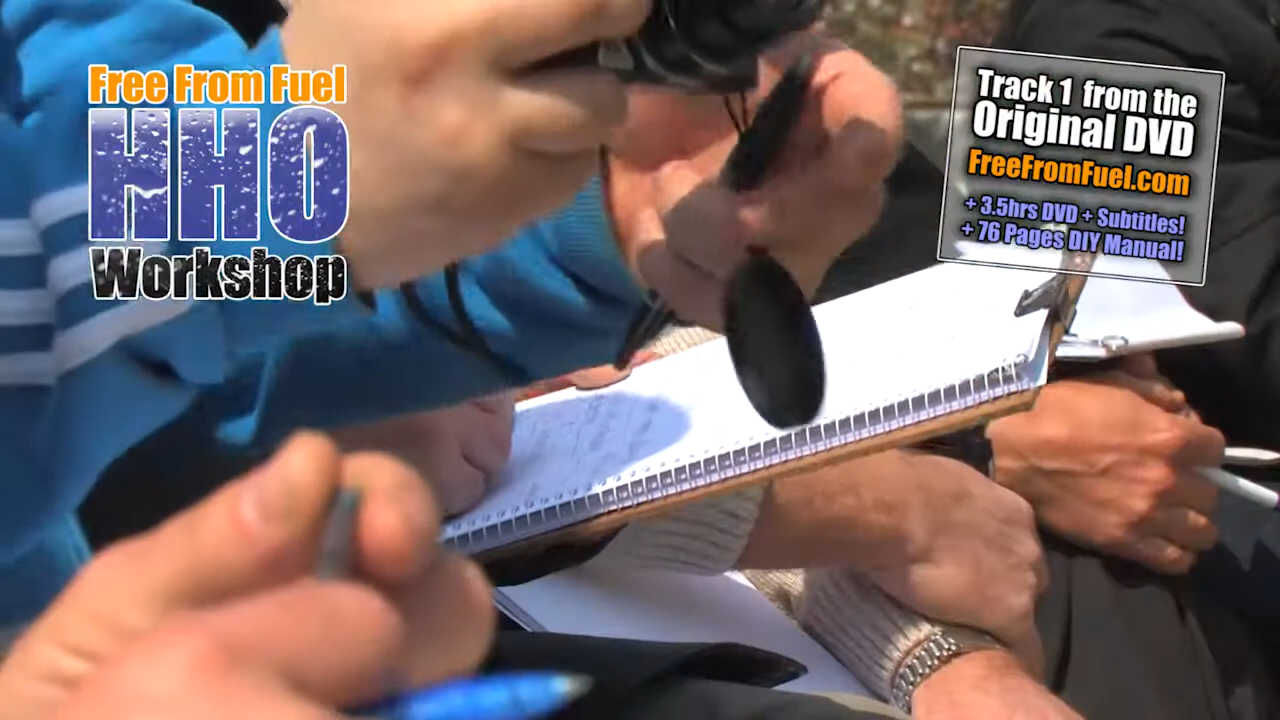 Free From Fuel
HHO
Workshop
Track 1 from the
Original DVD
FreeFromFuel.com
+ 3.5hrs DVD + Subtitles!
+ 76 Pages DIY Manual!